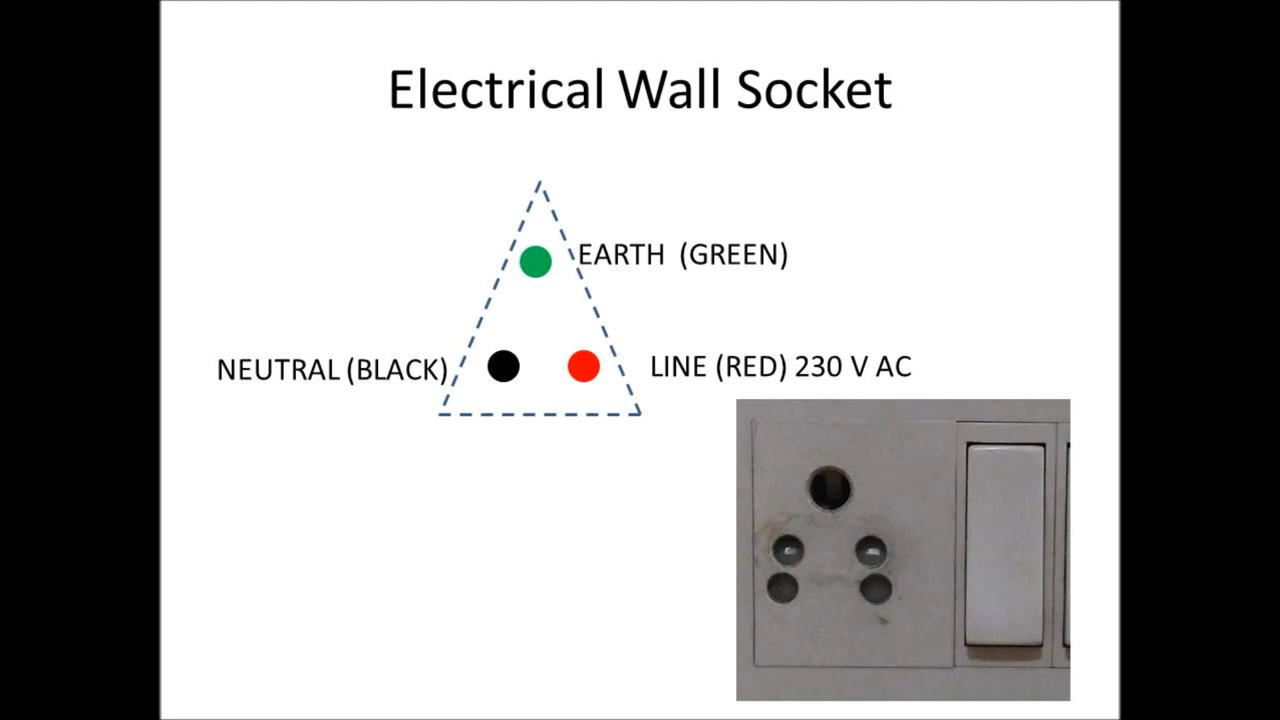 Electrical Wall Socket
EARTH (GREEN)
NEUTRAL (BLACK)
LINE (RED) 230 V AC